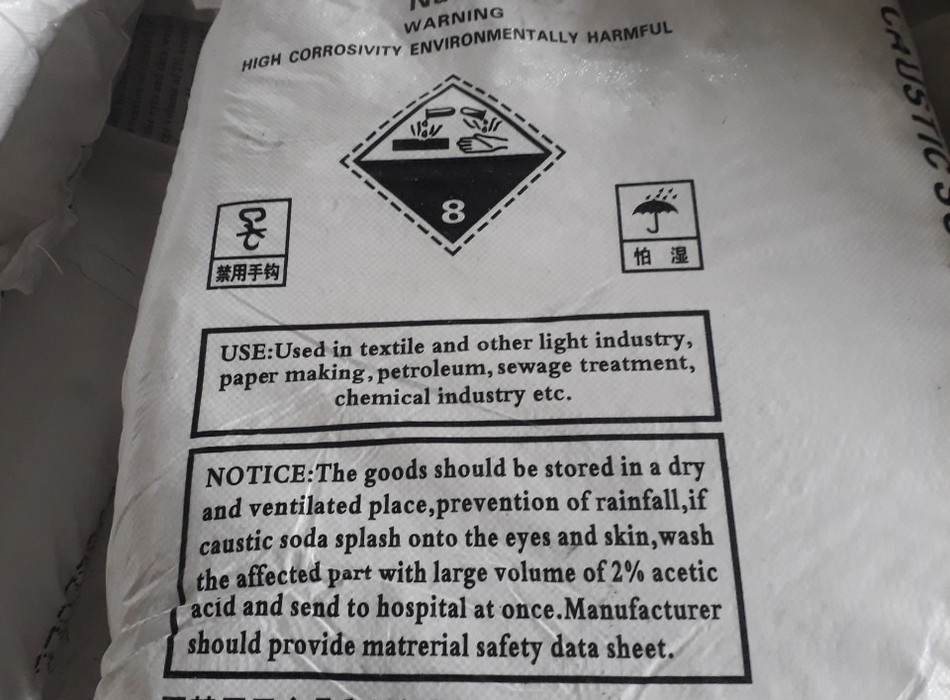 WARNING
HIGH CORROSIVITY ENVIRONMENTALLY HARMFUL
CAUSTIC
8
禁用手钩
怕 湿
USE:Used in textile and other light industry,
paper making,petroleum,sewage treatment,
chemical industry etc.
NOTICE:The goods should be stored in a dry
and ventilated place,prevention of rainfall,if
caustic soda splash onto the eyes and skin,wash
the affected part with large volume of 2% acetic
acid and send to hospital at once.Manufacturer
should provide matrerial safety data sheet.